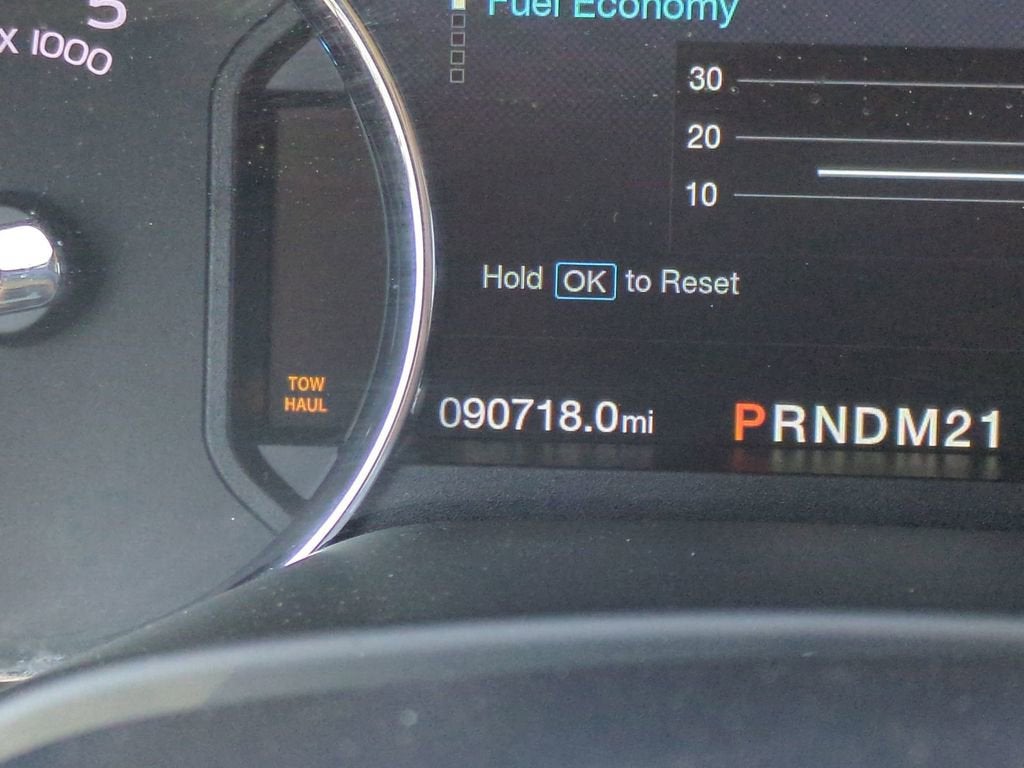 5
x 1000
Fuel Economy
30
20
10
Hold OK to Reset
TOW
HAUL
090718.0mi
PRNDM21